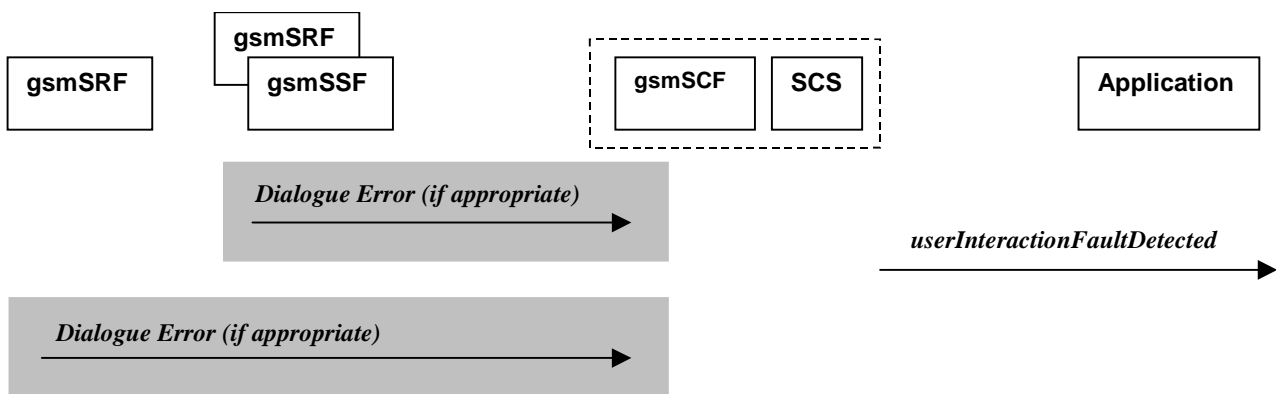 gsmSRF
gsmSRF
gsmSSF
gsmSCF
SCS
Application
Dialogue Error (if appropriate)
userInteractionFaultDetected
Dialogue Error (if appropriate)